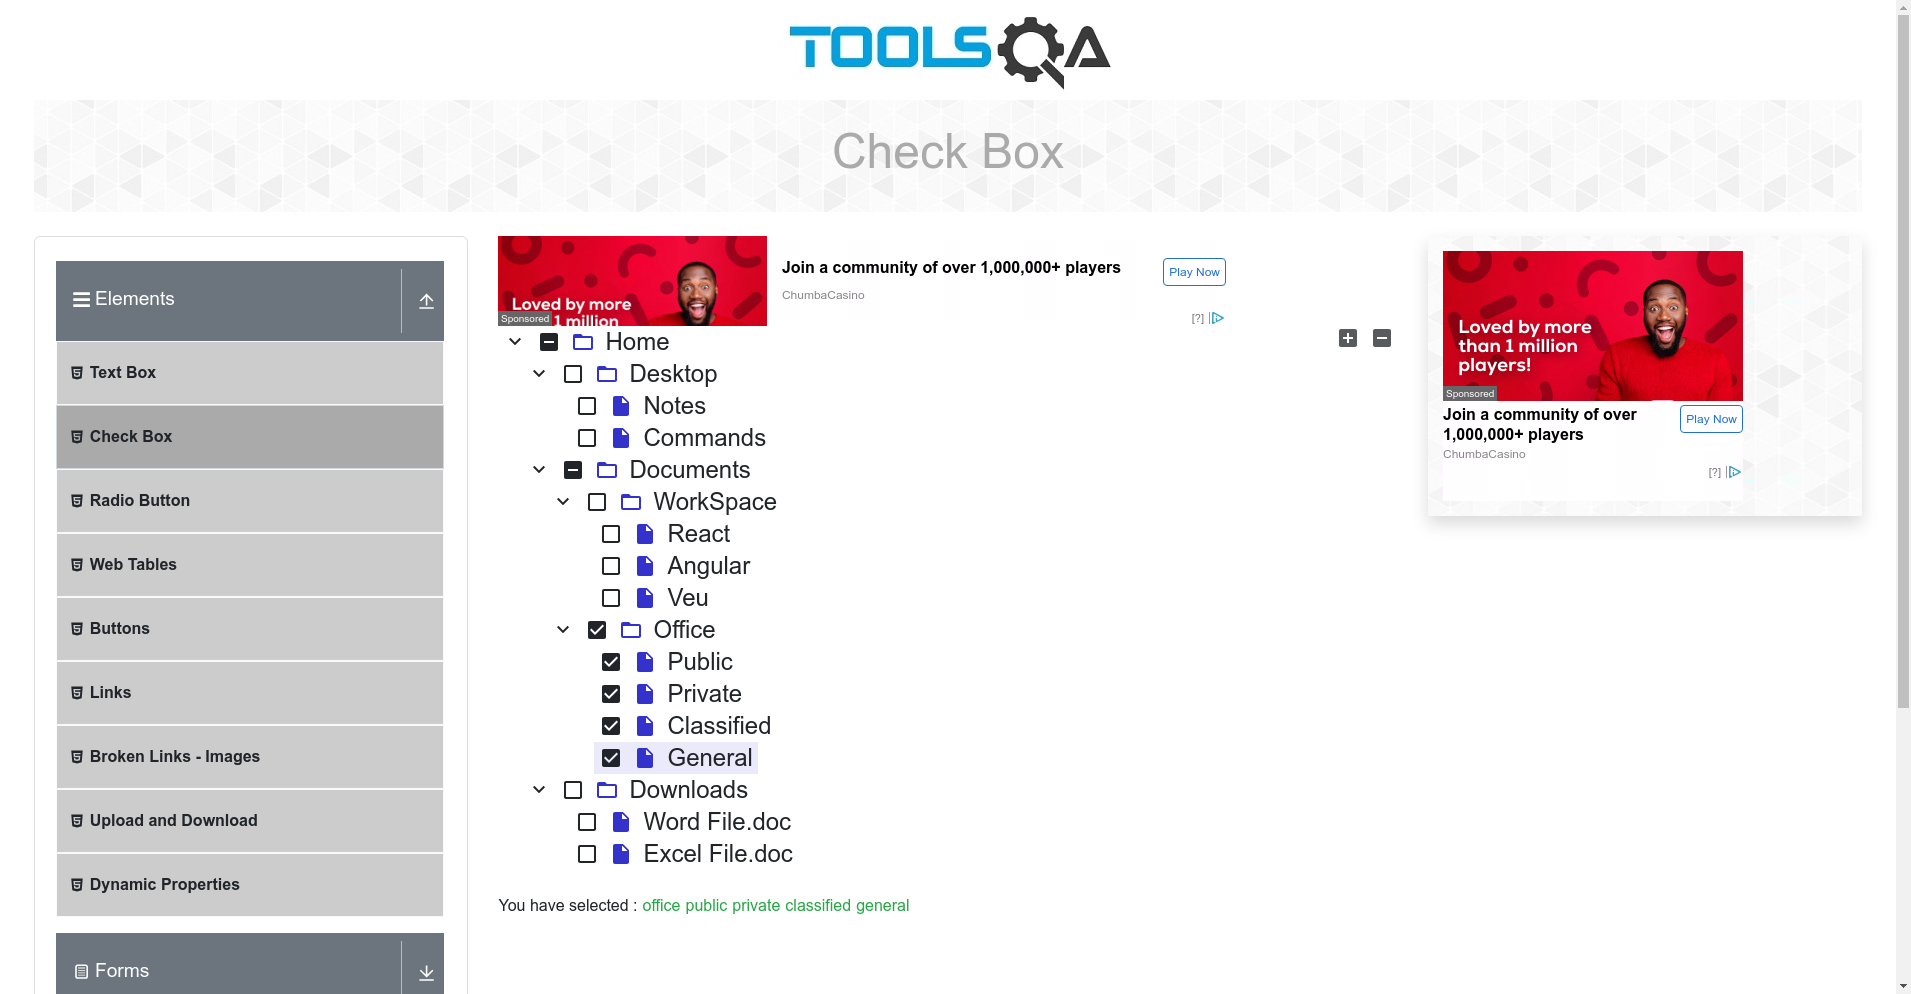 TOOLSQA
Check Box
Elements
Text Box
Check Box
Radio Button
Web Tables
Buttons
Links
Broken Links - Images
Upload and Download
Dynamic Properties
Forms
Loved by more
than 1 million
Sponsored
Join a community of over 1,000,000+ players
ChumbaCasino
Play Now
[?]
Home
Desktop
Notes
Commands
Documents
WorkSpace
React
Angular
Veu
Office
Public
Private
Classified
General
Downloads
Word File.doc
Excel File.doc
You have selected : office public private classified general
Loved by more
than 1 million
players!
Sponsored
Join a community of over
1,000,000+ players
Play Now
ChumbaCasino
[?]